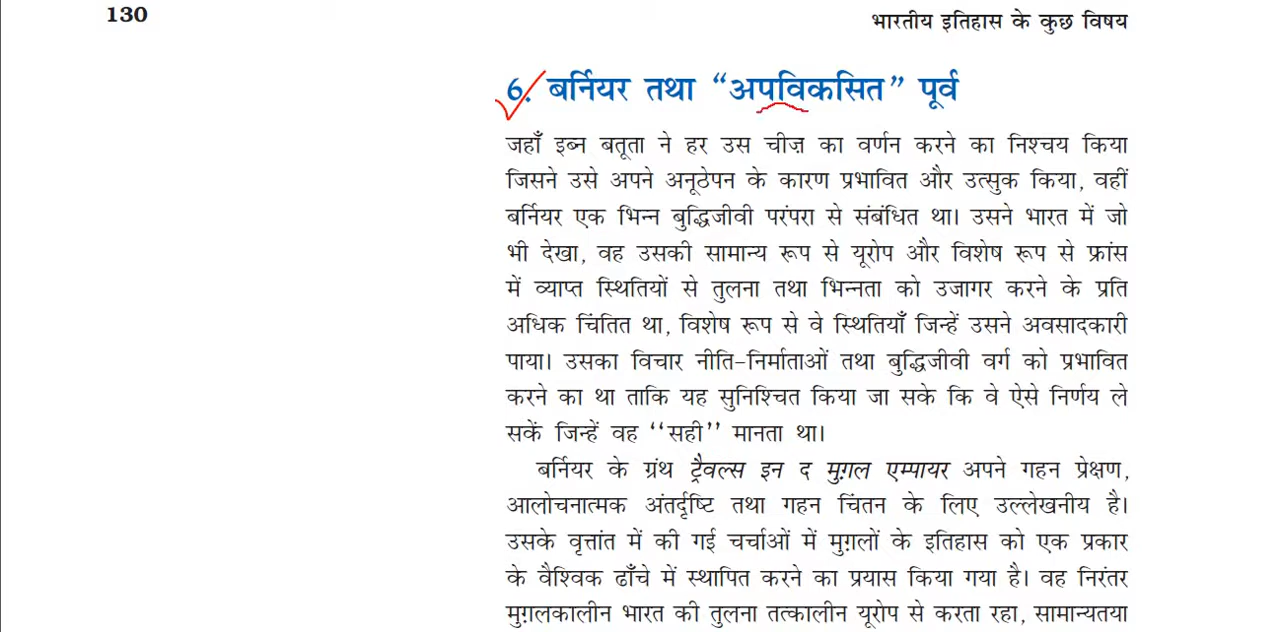 130
भारतीय इतिहास के कुछ विषय
6. बर्नियर तथा “अपविकसित” पूर्व
जहाँ इब्न बतूता ने हर उस चीज़ का वर्णन करने का निश्चय किया
जिसने उसे अपने अनूठेपन के कारण प्रभावित और उत्सुक किया, वहीं
बर्नियर एक भिन्न बुद्धिजीवी परंपरा से संबंधित था। उसने भारत में जो
भी देखा, वह उसकी सामान्य रूप से यूरोप और विशेष रूप से फ्रांस
में व्याप्त स्थितियों से तुलना तथा भिन्नता को उजागर करने के प्रति
अधिक चिंतित था, विशेष रूप से वे स्थितियाँ जिन्हें उसने अवसादकारी
पाया। उसका विचार नीति-निर्माताओं तथा बुद्धिजीवी वर्ग को प्रभावित
करने का था ताकि यह सुनिश्चित किया जा सके कि वे ऐसे निर्णय ले
सकें जिन्हें वह “सही” मानता था।
बर्नियर के ग्रंथ ट्रैवल्स इन द मुग़ल एम्पायर अपने गहन प्रेक्षण,
आलोचनात्मक अंतर्दृष्टि तथा गहन चिंतन के लिए उल्लेखनीय है।
उसके वृत्तांत में की गई चर्चाओं में मुग़लों के इतिहास को एक प्रकार
के वैश्विक ढाँचे में स्थापित करने का प्रयास किया गया है। वह निरंतर
मुग़लकालीन भारत की तुलना तत्कालीन यूरोप से करता रहा, सामान्यतया